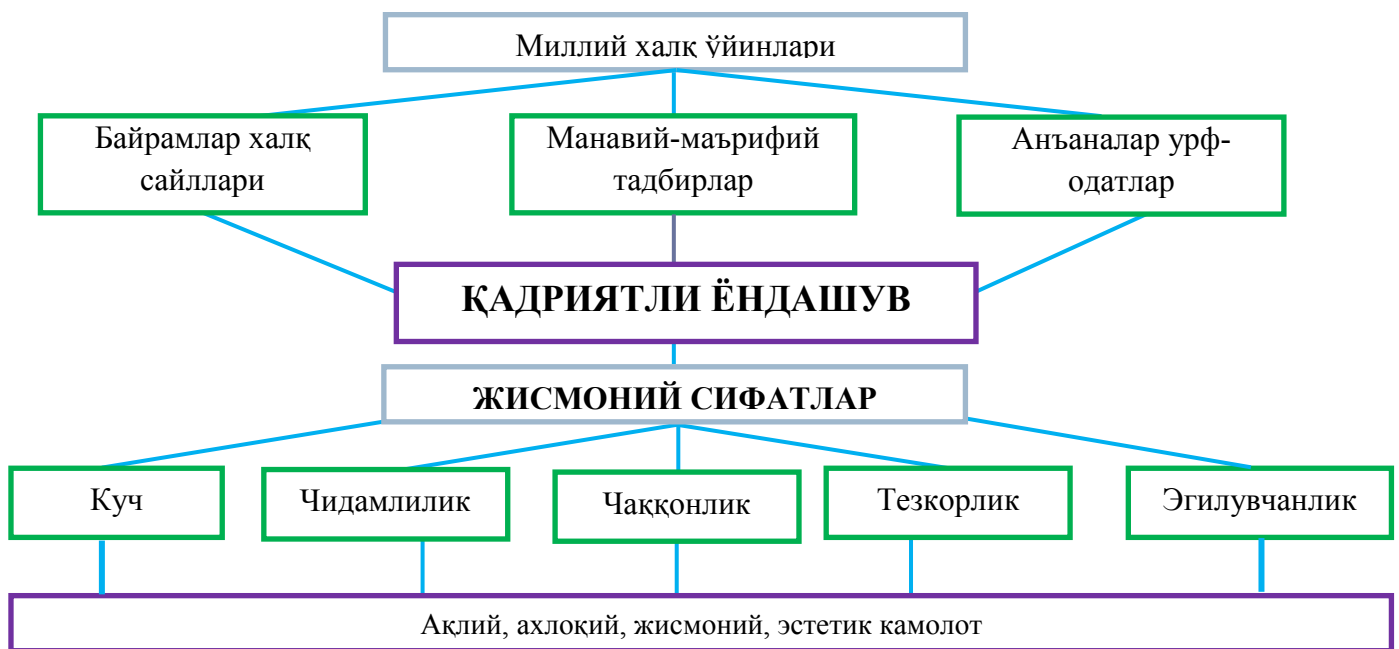 Миллий халқ ўйинлари
Байрамлар халқ
сайллари
Манавий-маърифий
тадбирлар
Анъаналар урф-
одатлар
ҚАДРИЯТЛИ ЁНДАШУВ
ЖИСМОНИЙ СИФАТЛАР
Куч
Чидамлилик
Чаққонлик
Тезкорлик
Эгилувчанлик
Ақлий, ахлоқий, жисмоний, эстетик камолот